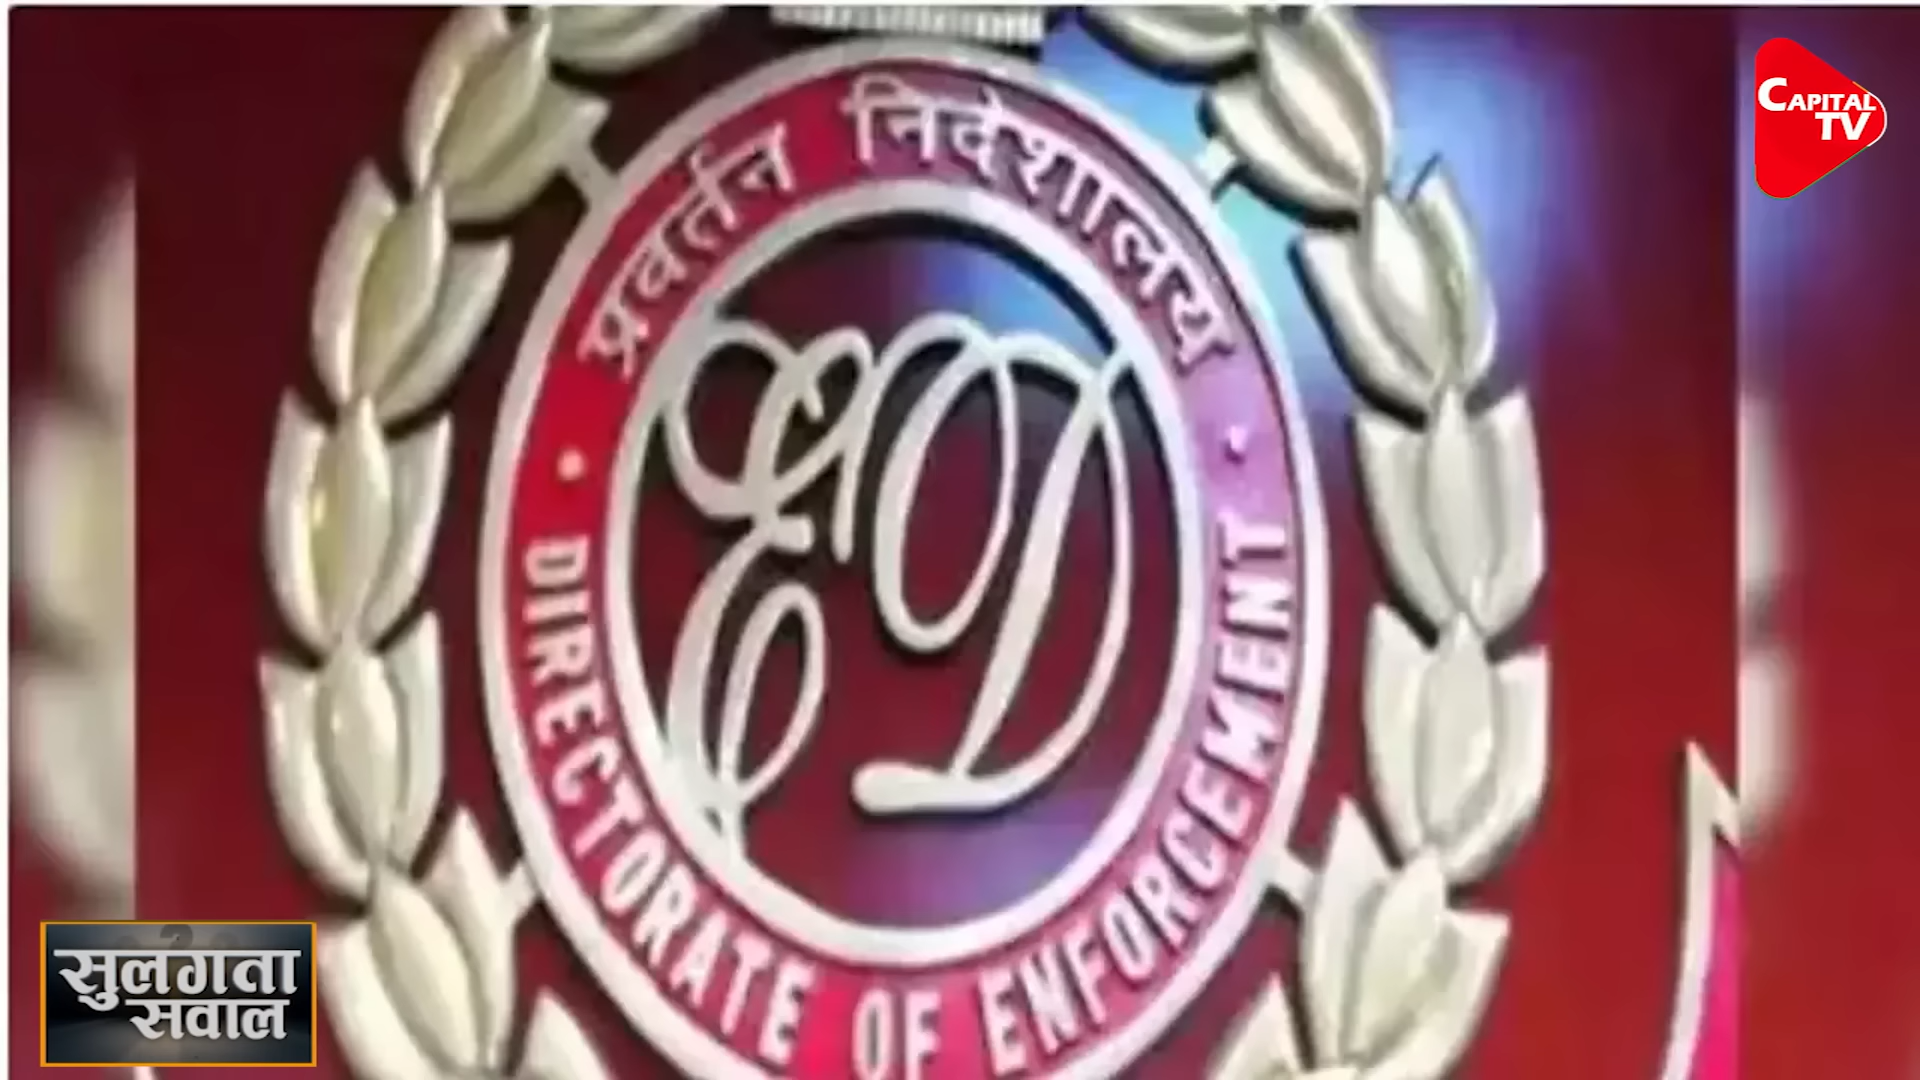 CAPITAL
TV
प्रवर्तन निदेशालय
ED
DIRECTORATE OF ENFORCEMENT
सुलगता
सवाल